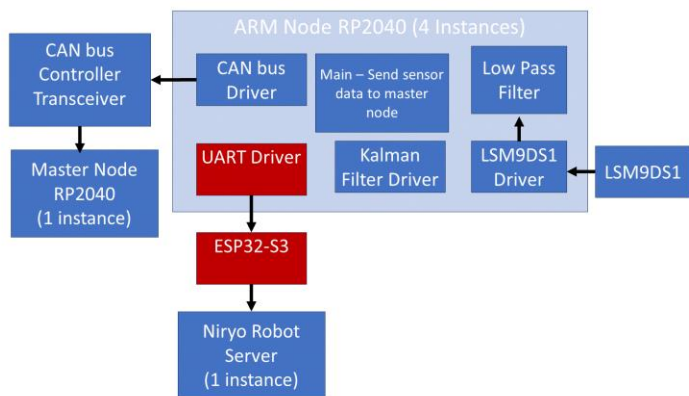 ARM Node RP2040 (4 Instances)
CAN bus
Controller
Transceiver
CAN bus
Driver
Main – Send sensor
data to master
node
Low Pass
Filter
Master Node
RP2040
(1 instance)
UART Driver
Kalman
Filter Driver
LSM9DS1
Driver
LSM9DS1
ESP32-S3
Niryo Robot
Server
(1 instance)